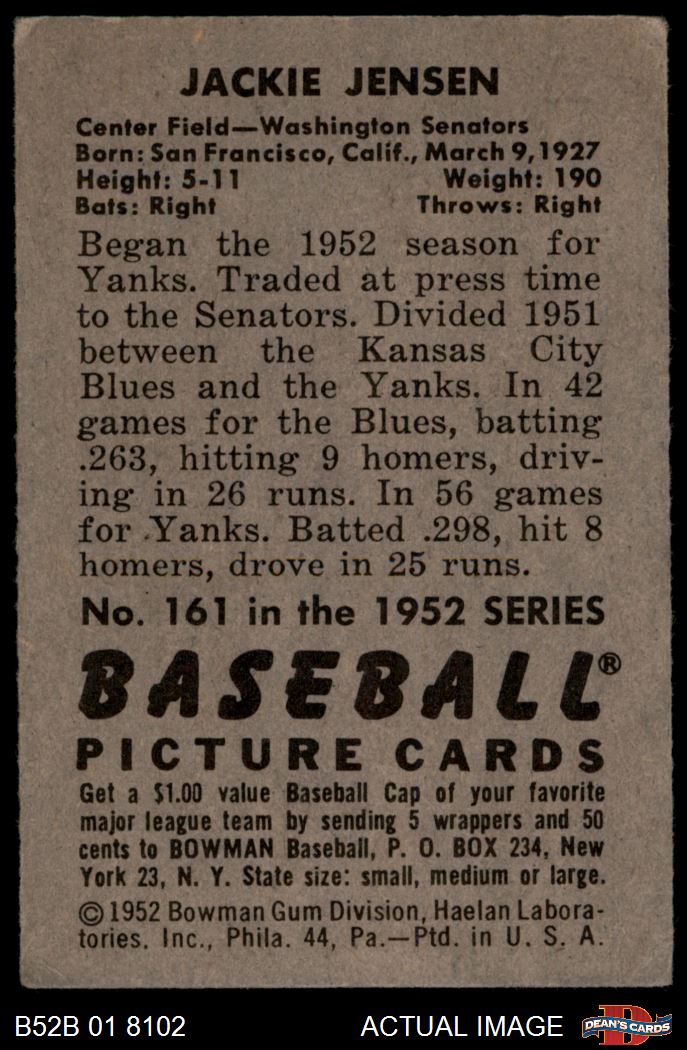 JACKIE JENSEN
Center Field—Washington Senators
Born: San Francisco, Calif., March 9, 1927
Height: 5-11 Weight: 190
Bats: Right Throws: Right
Began the 1952 season for
Yanks. Traded at press time
to the Senators. Divided 1951
between the Kansas City
Blues and the Yanks. In 42
games for the Blues, batting
.263, hitting 9 homers, driv-
ing in 26 runs. In 56 games
for Yanks. Batted .298, hit 8
homers, drove in 25 runs.
No. 161 in the 1952 SERIES
BASEBALL®
PICTURE CARDS
Get a $1.00 value Baseball Cap of your favorite
major league team by sending 5 wrappers and 50
cents to BOWMAN Baseball, P. O. BOX 234, New
York 23, N. Y. State size: small, medium or large.
© 1952 Bowman Gum Division, Haelan Labora-
tories, Inc., Phila. 44, Pa.—Ptd. in U. S. A.
B52B 01 8102 ACTUAL IMAGE D DEAN'S CARDS